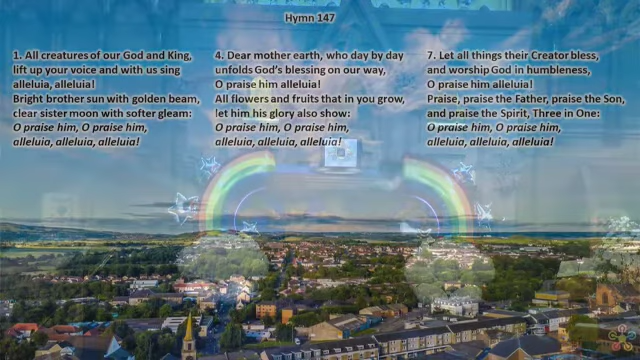 Hymn 147
1. All creatures of our God and King,
lift up your voice and with us sing
alleluia, alleluia!
Bright brother sun with golden beam,
clear sister moon with softer gleam:
O praise him, O praise him,
alleluia, alleluia, alleluia!
4. Dear mother earth, who day by day
unfolds God's blessing on our way,
O praise him alleluia!
All flowers and fruits that in you grow,
let him his glory also show:
O praise him, O praise him,
alleluia, alleluia, alleluia!
7. Let all things their Creator bless,
and worship God in humbleness,
O praise him alleluia!
Praise, praise the Father, praise the Son,
and praise the Spirit, Three in One:
O praise him, O praise him,
alleluia, alleluia, alleluia!